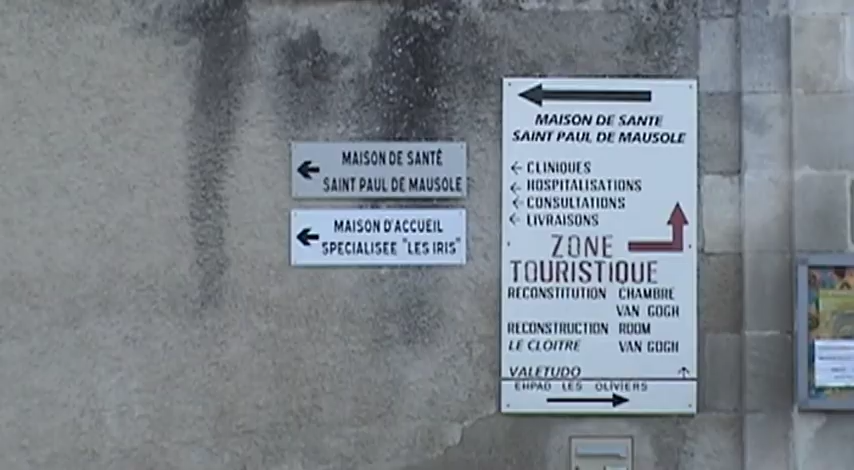 MAISON DE SANTÉ
SAINT PAUL DE MAUSOLE
MAISON D'ACCUEIL
SPECIALISEE "LES IRIS"
MAISON DE SANTE
SAINT PAUL DE MAUSOLE
CLINIQUES
HOSPITALISATIONS
CONSULTATIONS
LIVRAISONS
ZONE
TOURISTIQUE
RECONSTITUTION CHAMBRE
VAN GOGH
RECONSTRUCTION ROOM
LE CLOITRE VAN GOGH
VALETUDO
EHPAD LES OLIVIERS